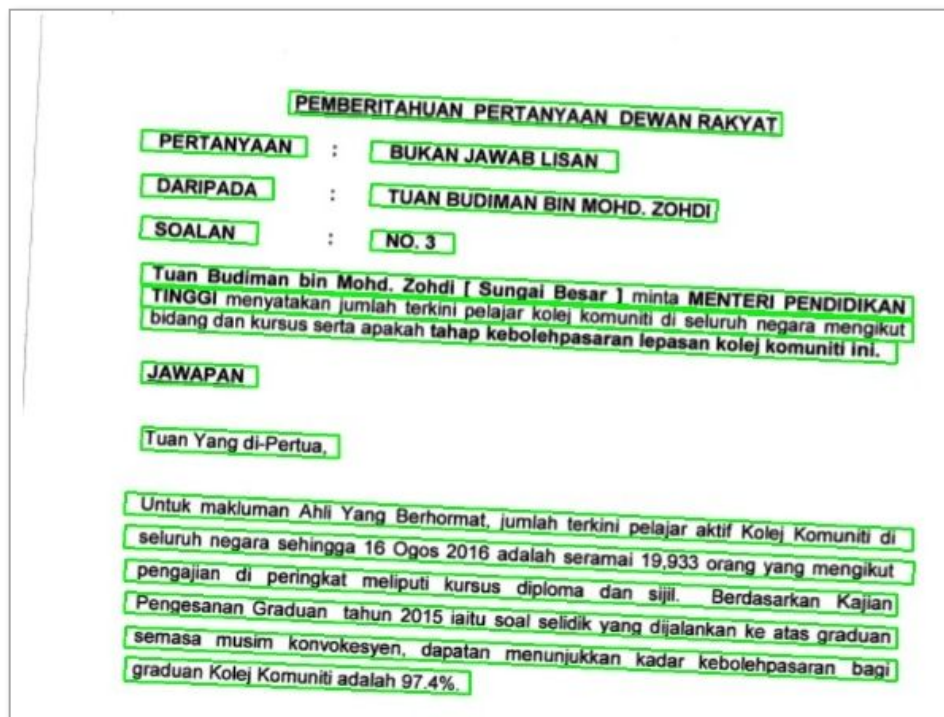 PEMBERITAHUAN PERTANYAAN DEWAN RAKYAT
PERTANYAAN : BUKAN JAWAB LISAN
DARIPADA : TUAN BUDIMAN BIN MOHD. ZOHDI
SOALAN : NO. 3
Tuan Budiman bin Mohd. Zohdi [ Sungai Besar ] minta MENTERI PENDIDIKAN
TINGGI menyatakan jumlah terkini pelajar kolej komuniti di seluruh negara mengikut
bidang dan kursus serta apakah tahap kebolehpasaran lepasan kolej komuniti ini.
JAWAPAN
Tuan Yang di-Pertua,
Untuk makluman Ahli Yang Berhormat, jumlah terkini pelajar aktif Kolej Komuniti di
seluruh negara sehingga 16 Ogos 2016 adalah seramai 19,933 orang yang mengikut
pengajian di peringkat meliputi kursus diploma dan sijil. Berdasarkan Kajian
Pengesanan Graduan tahun 2015 iaitu soal selidik yang dijalankan ke atas graduan
semasa musim konvokesyen, dapatan menunjukkan kadar kebolehpasaran bagi
graduan Kolej Komuniti adalah 97.4%.